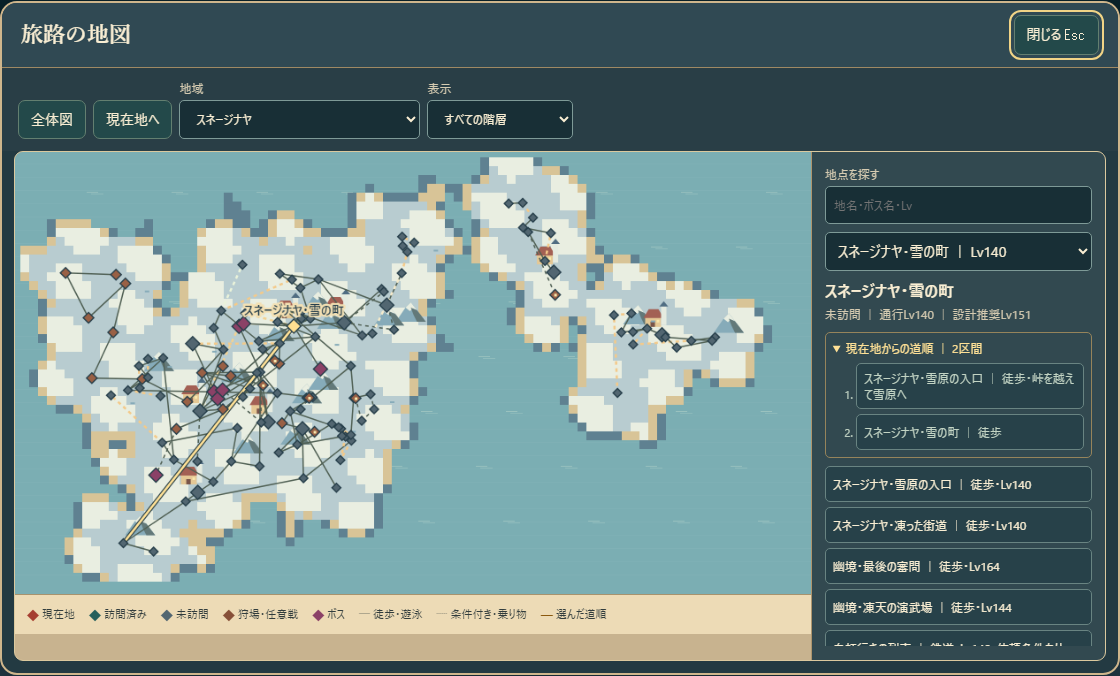 旅路の地図
閉じる Esc
地域
表示
全体図
現在地へ
スネージナヤ
すべての階層
スネージナヤ・雪の町
現在地
訪問済み
未訪問
狩場・任意戦
ボス
徒歩・遊泳
条件付き・乗り物
選んだ道順
地点を探す
地名・ボス名・Lv
スネージナヤ・雪の町 | Lv140
スネージナヤ・雪の町
未訪問 | 通行Lv140 | 設計推奨Lv151
▼ 現在地からの道順 | 2区間
1. スネージナヤ・雪原の入口 | 徒歩・峠を越え
て雪原へ
2. スネージナヤ・雪の町 | 徒歩
スネージナヤ・雪原の入口 | 徒歩・Lv140
スネージナヤ・凍った街道 | 徒歩・Lv140
幽境・最後の審問 | 徒歩・Lv164
幽境・凍天の演武場 | 徒歩・Lv144